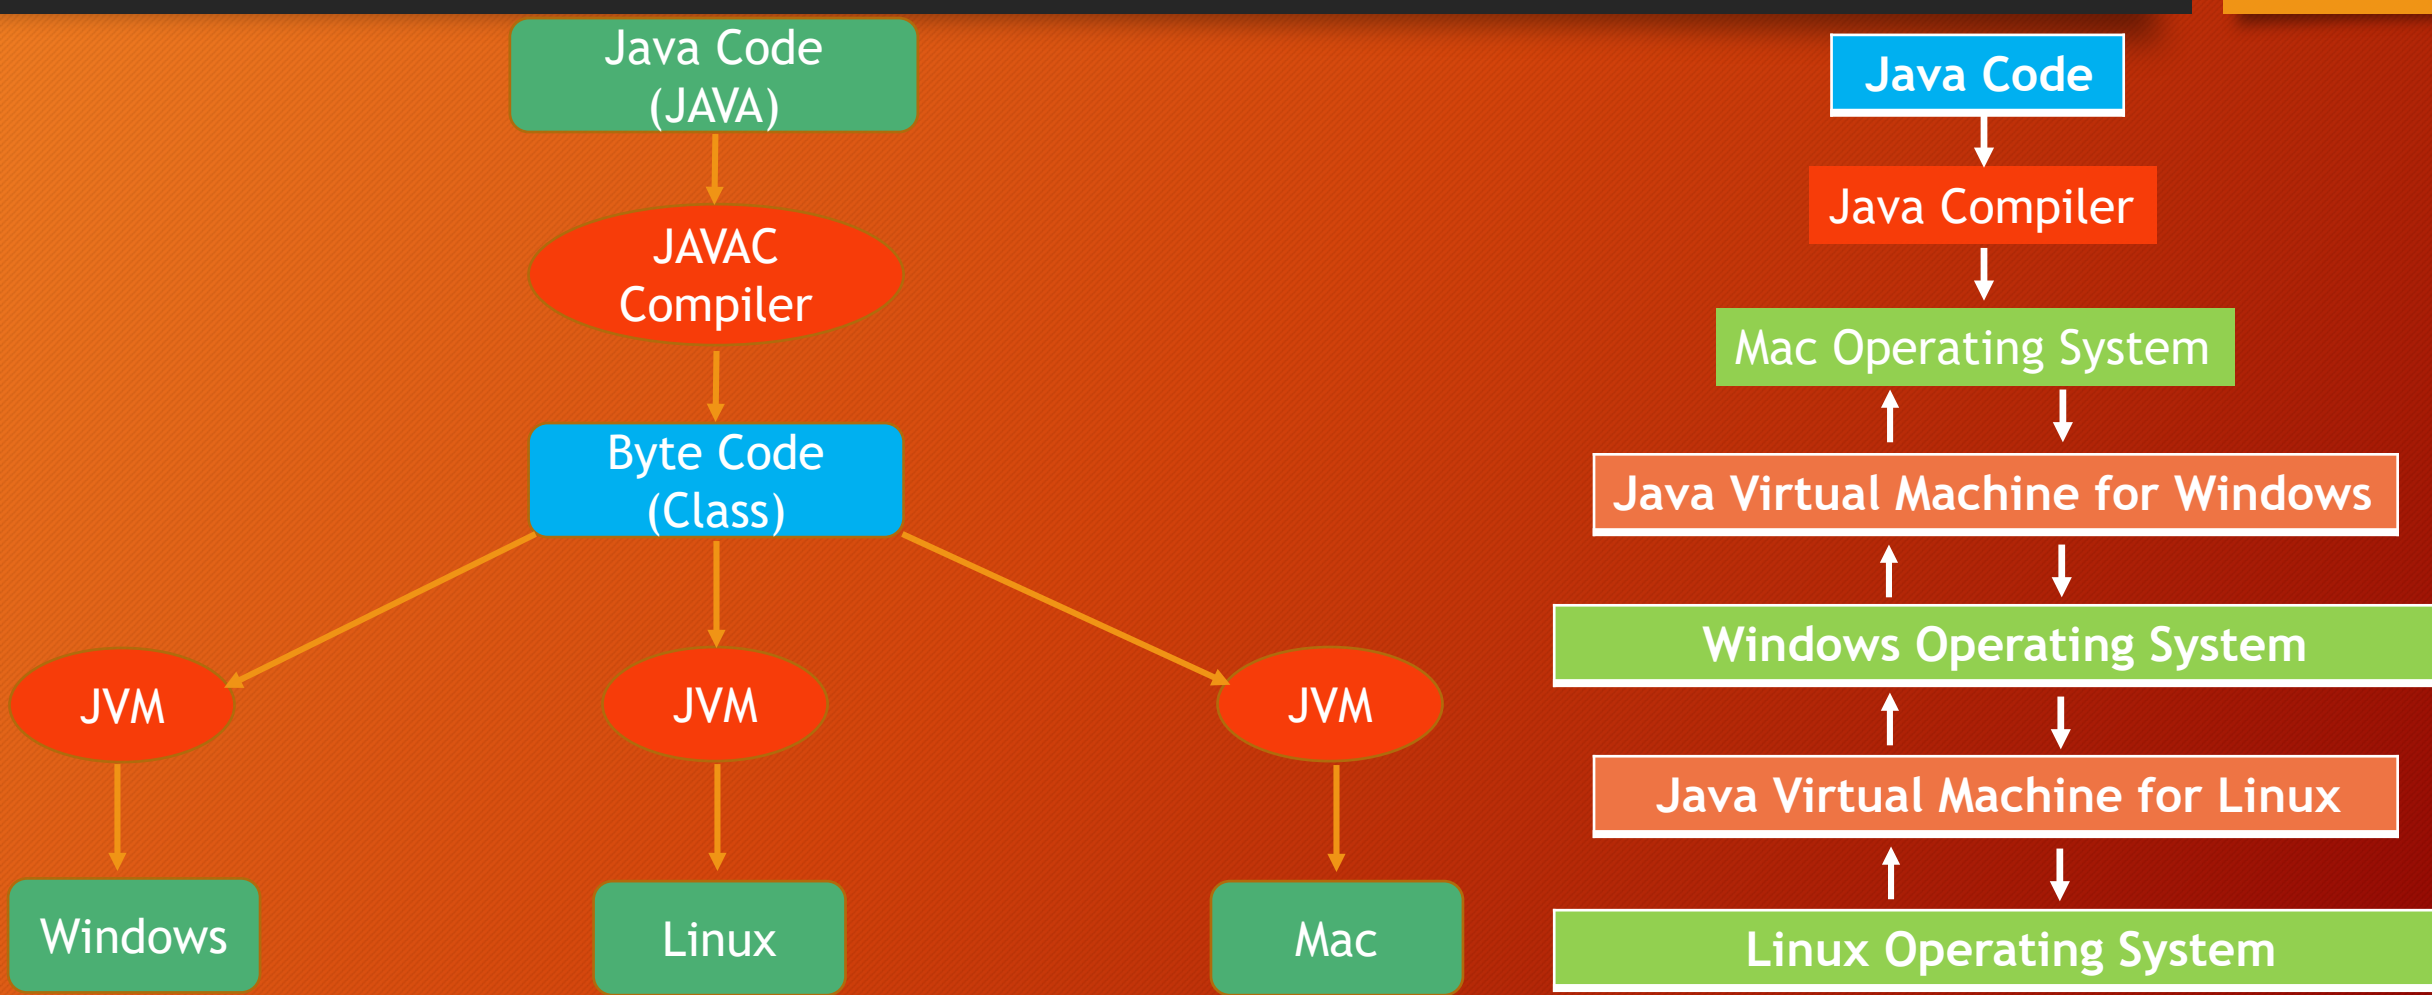 Java Code
(JAVA)
JAVAC
Compiler
Byte Code
(Class)
JVM
JVM
JVM
Windows
Linux
Mac
Java Code
Java Compiler
Mac Operating System
Java Virtual Machine for Windows
Windows Operating System
Java Virtual Machine for Linux
Linux Operating System